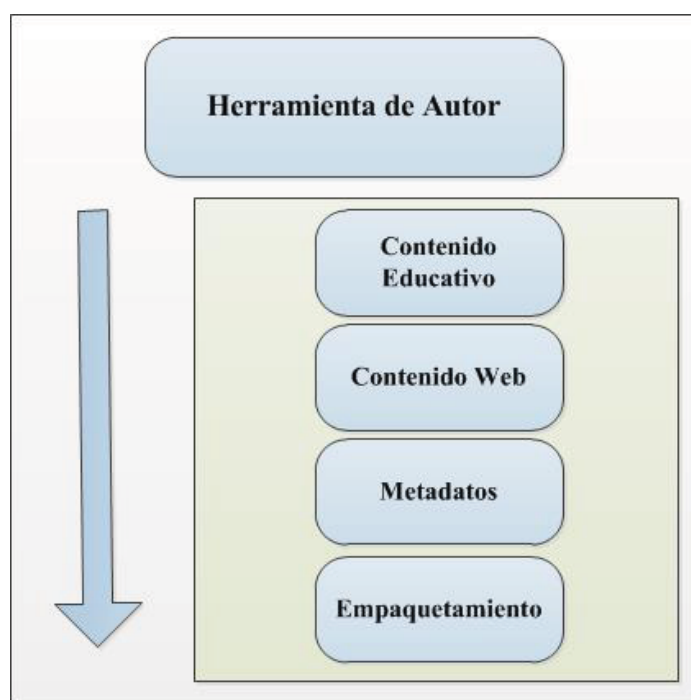 Herramienta de Autor
Contenido
Educativo
Contenido Web
Metadatos
Empaquetamiento